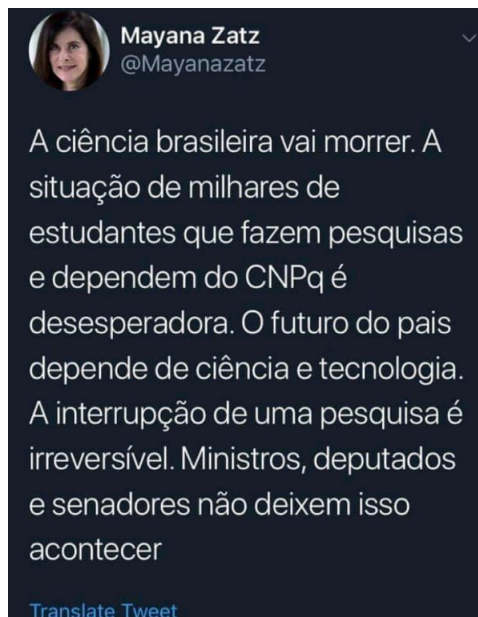 Mayana Zatz
@Mayanazatz
A ciência brasileira vai morrer. A
situação de milhares de
estudantes que fazem pesquisas
e dependem do CNPq é
desesperadora. O futuro do pais
depende de ciência e tecnologia.
A interrupção de uma pesquisa é
irreversível. Ministros, deputados
e senadores não deixem isso
acontecer
Translate Tweet